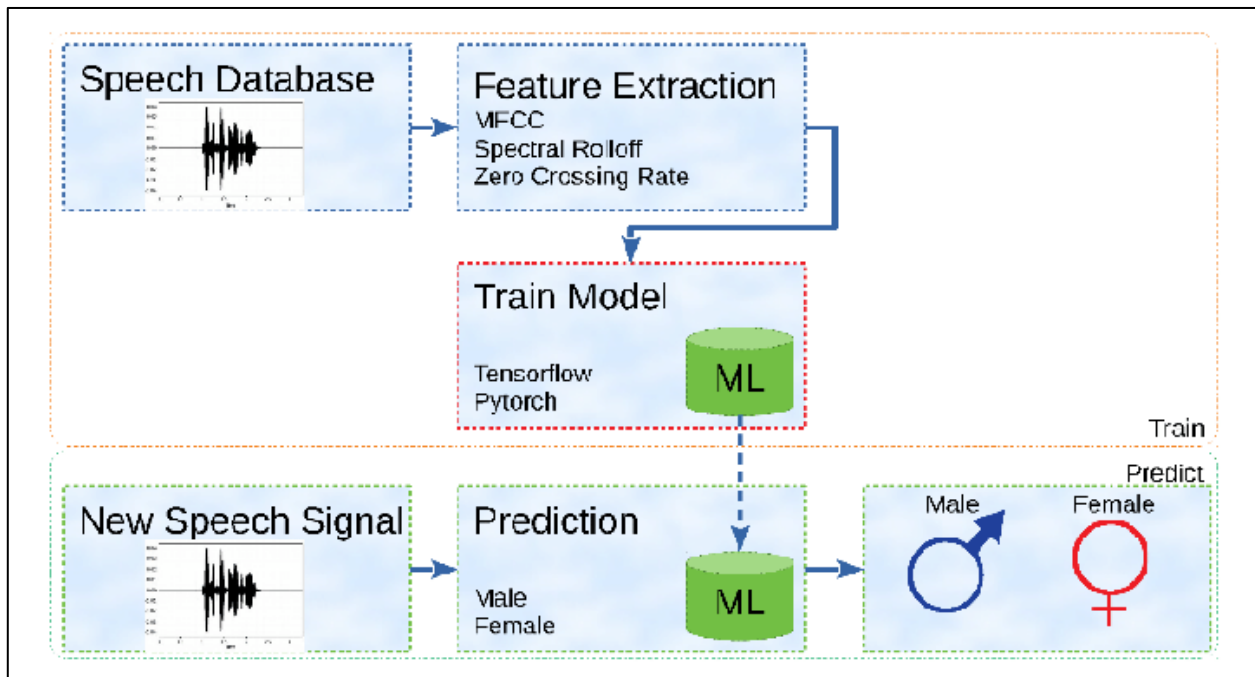 Speech Database
Feature Extraction
MFCC
Spectral Rolloff
Zero Crossing Rate
Train Model
Tensorflow
Pytorch
ML
Train
Predict
New Speech Signal
Prediction
Male
Female
ML
Male
Female